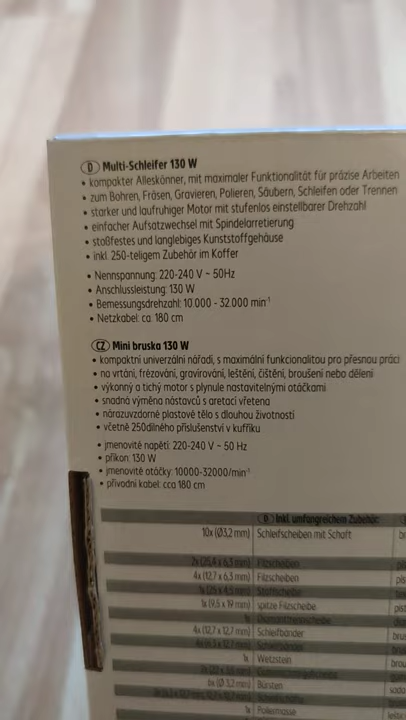 D Multi-Schleifer 130 W
• kompakter Alleskönner, mit maximaler Funktionalität für präzise Arbeiten
• zum Bohren, Fräsen, Gravieren, Polieren, Säubern, Schleifen oder Trennen
• starker und laufruhiger Motor mit stufenlos einstellbarer Drehzahl
• einfacher Aufsatzwechsel mit Spindelarretierung
• stoßfestes und langlebiges Kunststoffgehäuse
• inkl. 250-teligem Zubehör im Koffer
• Nennspannung: 220-240 V ~ 50Hz
• Anschlussleistung: 130 W
• Bemessungsdrehzahl: 10.000 - 32.000 min⁻¹
• Netzkabel: ca. 180 cm
CZ Mini bruska 130 W
• kompaktní univerzální nářadí, s maximální funkcionalitou pro přesnou práci
• na vrtání, frézování, gravírování, leštění, čištění, broušení nebo dělení
• výkonný a tichý motor s plynule nastavitelnými otáčkami
• snadná výměna nástavců s aretací vřetena
• nárazuvzdorné plastové tělo s dlouhou životností
• včetně 250dílného příslušenství v kufříku
• jmenovité napětí: 220-240 V ~ 50 Hz
• příkon: 130 W
• jmenovité otáčky: 10000-32000/min⁻¹
• přívodní kabel: cca 180 cm
D Inkl. umfangreichem Zubehör:
10x (Ø3,2 mm) Schleifscheiben mit Schaft
2x (25,4 x 6,3 mm) Filzscheiben
4x (12,7 x 6,3 mm) Filzscheiben
1x (9,5 x 19 mm) spitze Filzscheibe
4x (12,7 x 12,7 mm) Schleifbänder
1x Wetzstein
6x (Ø 3,2 mm) Bürsten
1x Poliermasse